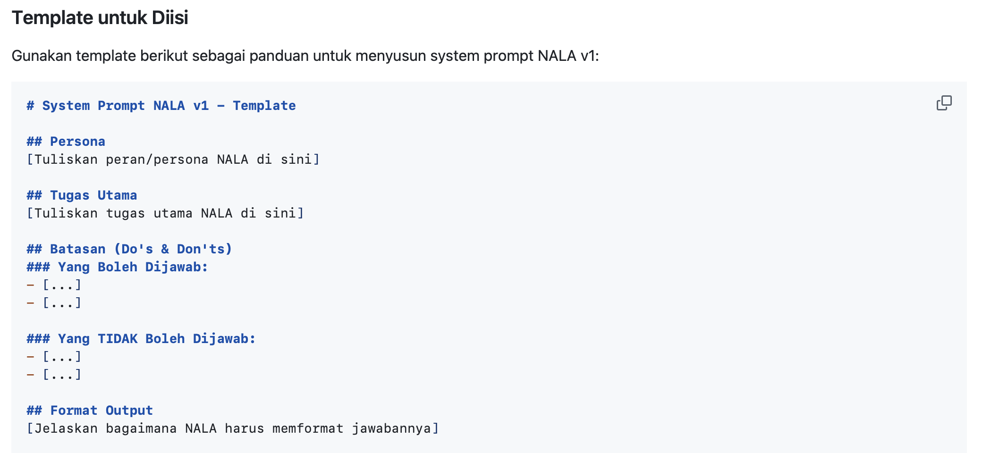 Template untuk Diisi
Gunakan template berikut sebagai panduan untuk menyusun system prompt NALA v1:
# System Prompt NALA v1 – Template
## Persona
[Tuliskan peran/persona NALA di sini]
## Tugas Utama
[Tuliskan tugas utama NALA di sini]
## Batasan (Do's & Don'ts)
### Yang Boleh Dijawab:
- [...]
- [...]
### Yang TIDAK Boleh Dijawab:
- [...]
- [...]
## Format Output
[Jelaskan bagaimana NALA harus memformat jawabannya]